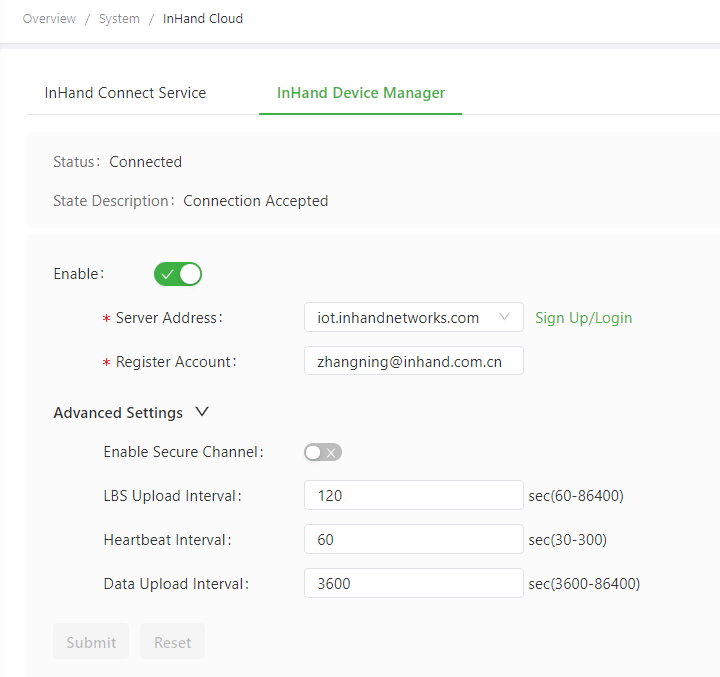 Overview / System / InHand Cloud
InHand Connect Service InHand Device Manager
Status: Connected
State Description: Connection Accepted
Enable:
* Server Address: iot.inhandnetworks.com Sign Up/Login
* Register Account: zhangning@inhand.com.cn
Advanced Settings
Enable Secure Channel:
LBS Upload Interval: 120 sec(60-86400)
Heartbeat Interval: 60 sec(30-300)
Data Upload Interval: 3600 sec(3600-86400)
Submit Reset